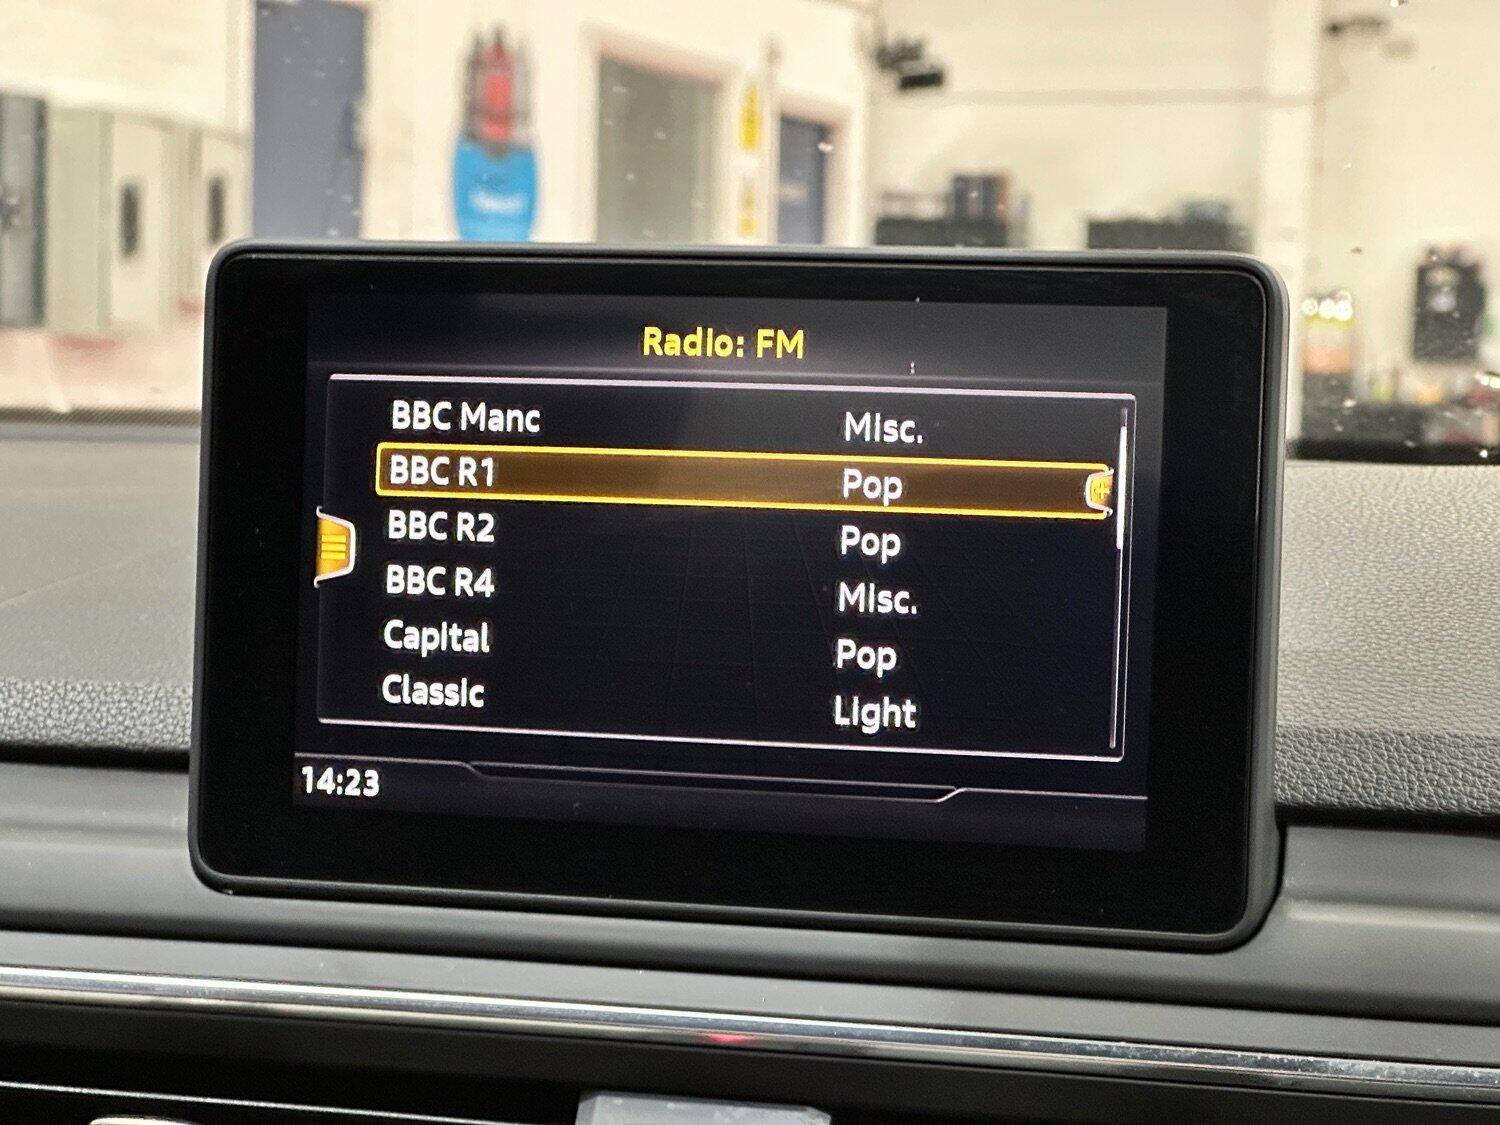 Radio: FM
BBC Manc Misc.
BBC R1 Pop
BBC R2 Pop
BBC R4 Misc.
Capital Pop
Classic Light
14:23